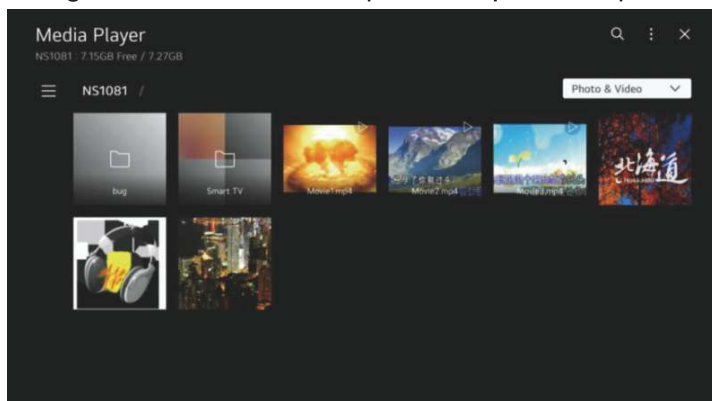 Media Player
NS1081 : 7.15GB Free / 7.27GB
NS1081 /
Photo & Video
bug
Smart TV
Movie1.mp4
Movie2.mp4
Movie3.mp4
北海道